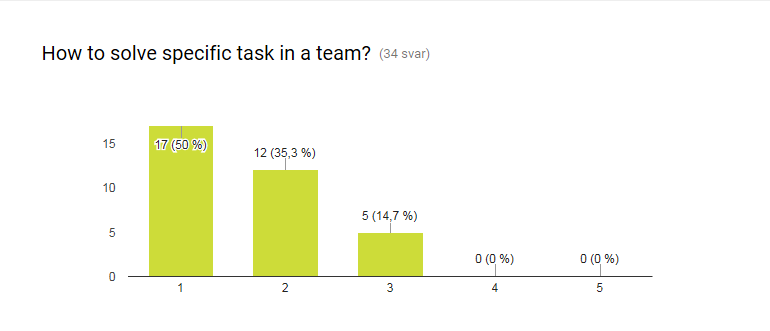 How to solve specific task in a team? (34 svar)
17 (50 %)
12 (35,3 %)
5 (14,7 %)
0 (0 %)
0 (0 %)
15
10
5
0
1 2 3 4 5